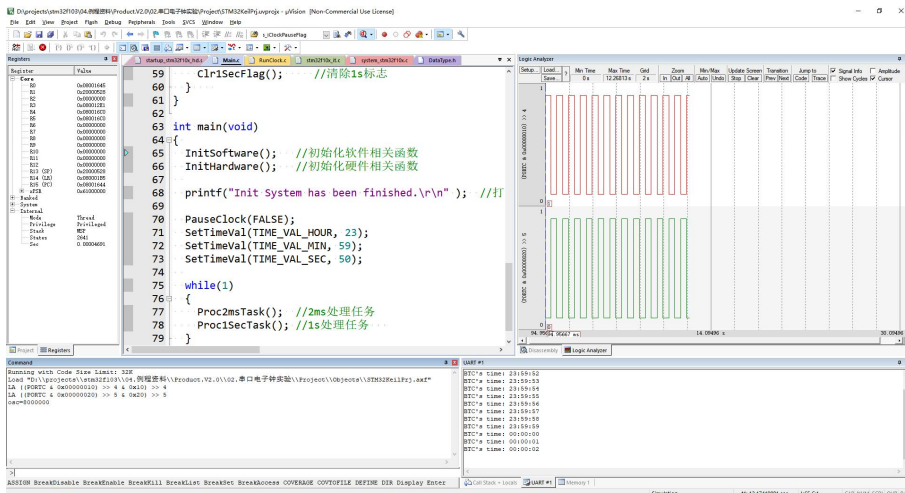 D:\projects\stm32f103\04.例程资料\Product.V2.0\02.串口电子钟实验\Project\STM32KeilPrj.uvprojx - µVision [Non-Commercial Use License]
File Edit View Project Flash Debug Peripherals Tools SVCS Window Help
s_iClockPauseFlag
Registers
startup_stm32f10x_hd.s Main.c RunClock.c stm32f10x_it.c system_stm32f10x.c DataType.h
Logic Analyzer
Register Value
Core
R0 0x00001645
R1 0x20000528
R2 0x00000000
R3 0x080012B1
R4 0x080016C0
R5 0x080016C0
R6 0x00000000
R7 0x00000000
R8 0x00000000
R9 0x00000000
R10 0x00000000
R11 0x00000000
R12 0x00000000
R13 (SP) 0x20000528
R14 (LR)
R15 (PC) 0x08001644
xPSR 0x61000000
Banked
System
Internal
Mode Thread
Privilege Privileged
Stack MSP
States 2641
Sec 0.00004691
Project Registers
59 Clr1SecFlag(); //清除1s标志
60 }
61 }
62
63 int main(void)
64 {
65 InitSoftware(); //初始化软件相关函数
66 InitHardware(); //初始化硬件相关函数
67
68 printf("Init System has been finished.\r\n" ); //打
69
70 PauseClock(FALSE);
71 SetTimeVal(TIME_VAL_HOUR, 23);
72 SetTimeVal(TIME_VAL_MIN, 59);
73 SetTimeVal(TIME_VAL_SEC, 50);
74
75 while(1)
76 {
77 Proc2msTask(); //2ms处理任务
78 Proc1SecTask(); //1s处理任务
79 }
Setup... Load... Min Time Max Time Grid Zoom Min/Max Update Screen Transition Jump to Signal Info Amplitude
Save... ? 0 s 12.26813 s 2 s In Out All Auto Undo Stop Clear Prev Next Code Trace Show Cycles Cursor
1
(PORTC & 0x00000010) >> 4
0
1
(PORTC & 0x00000020) >> 5
0
14.09496 s
Disassembly Logic Analyzer
Command
Running with Code Size Limit: 32K
Load "D:\\projects\\stm32f103\\04.例程资料\\Product.V2.0\\02.串口电子钟实验\\Project\\Objects\\STM32KeilPrj.axf"
LA ((PORTC & 0x00000010) >> 4 & 0x10) >> 4
LA ((PORTC & 0x00000020) >> 5 & 0x20) >> 5
osc=8000000
>
ASSIGN BreakDisable BreakEnable BreakKill BreakList BreakSet BreakAccess COVERAGE COVTOFILE DEFINE DIR Display Enter
UART #1
RTC's time: 23:59:52
RTC's time: 23:59:53
RTC's time: 23:59:54
RTC's time: 23:59:55
RTC's time: 23:59:56
RTC's time: 23:59:57
RTC's time: 23:59:58
RTC's time: 23:59:59
RTC's time: 00:00:00
RTC's time: 00:00:01
RTC's time: 00:00:02
Call Stack + Locals UART #1 Memory 1